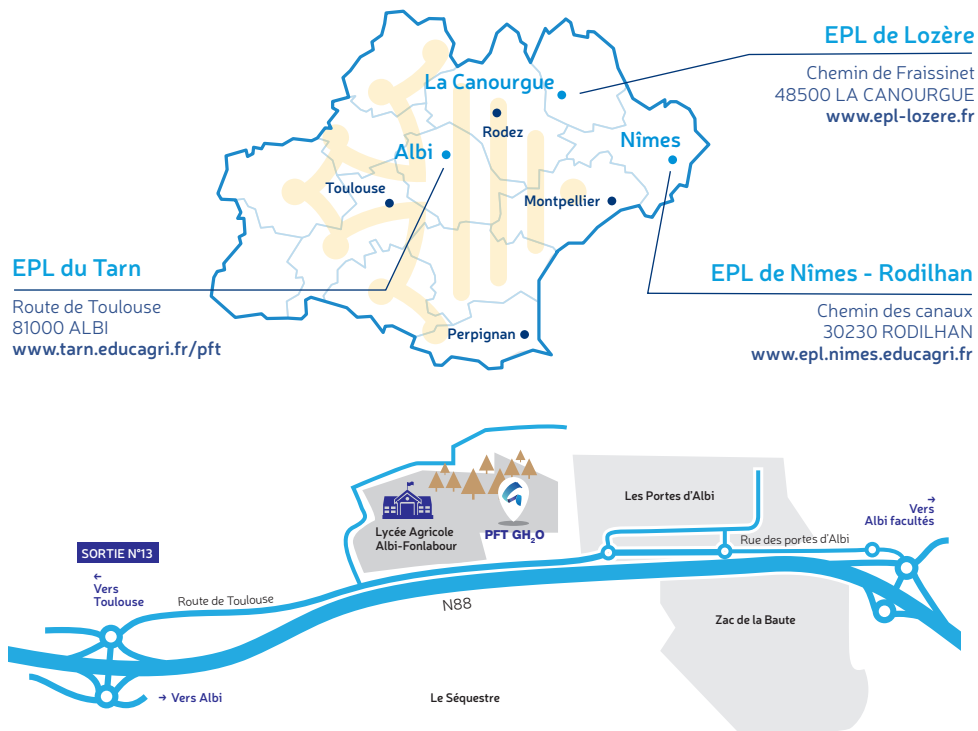 EPL de Lozère
Chemin de Fraissinet
48500 LA CANOURGUE
www.epl-lozere.fr
La Canourgue
Rodez
Nîmes
Albi
Toulouse
Montpellier
Perpignan
EPL du Tarn
Route de Toulouse
81000 ALBI
www.tarn.educagri.fr/pft
EPL de Nîmes - Rodilhan
Chemin des canaux
30230 RODILHAN
www.epl.nimes.educagri.fr
Les Portes d'Albi
→
Vers
Albi facultés
Lycée Agricole
Albi-Fonlabour
PFT GH₂O
Rue des portes d'Albi
SORTIE N°13
←
Vers
Toulouse
Route de Toulouse
N88
Zac de la Baute
→ Vers Albi
Le Séquestre